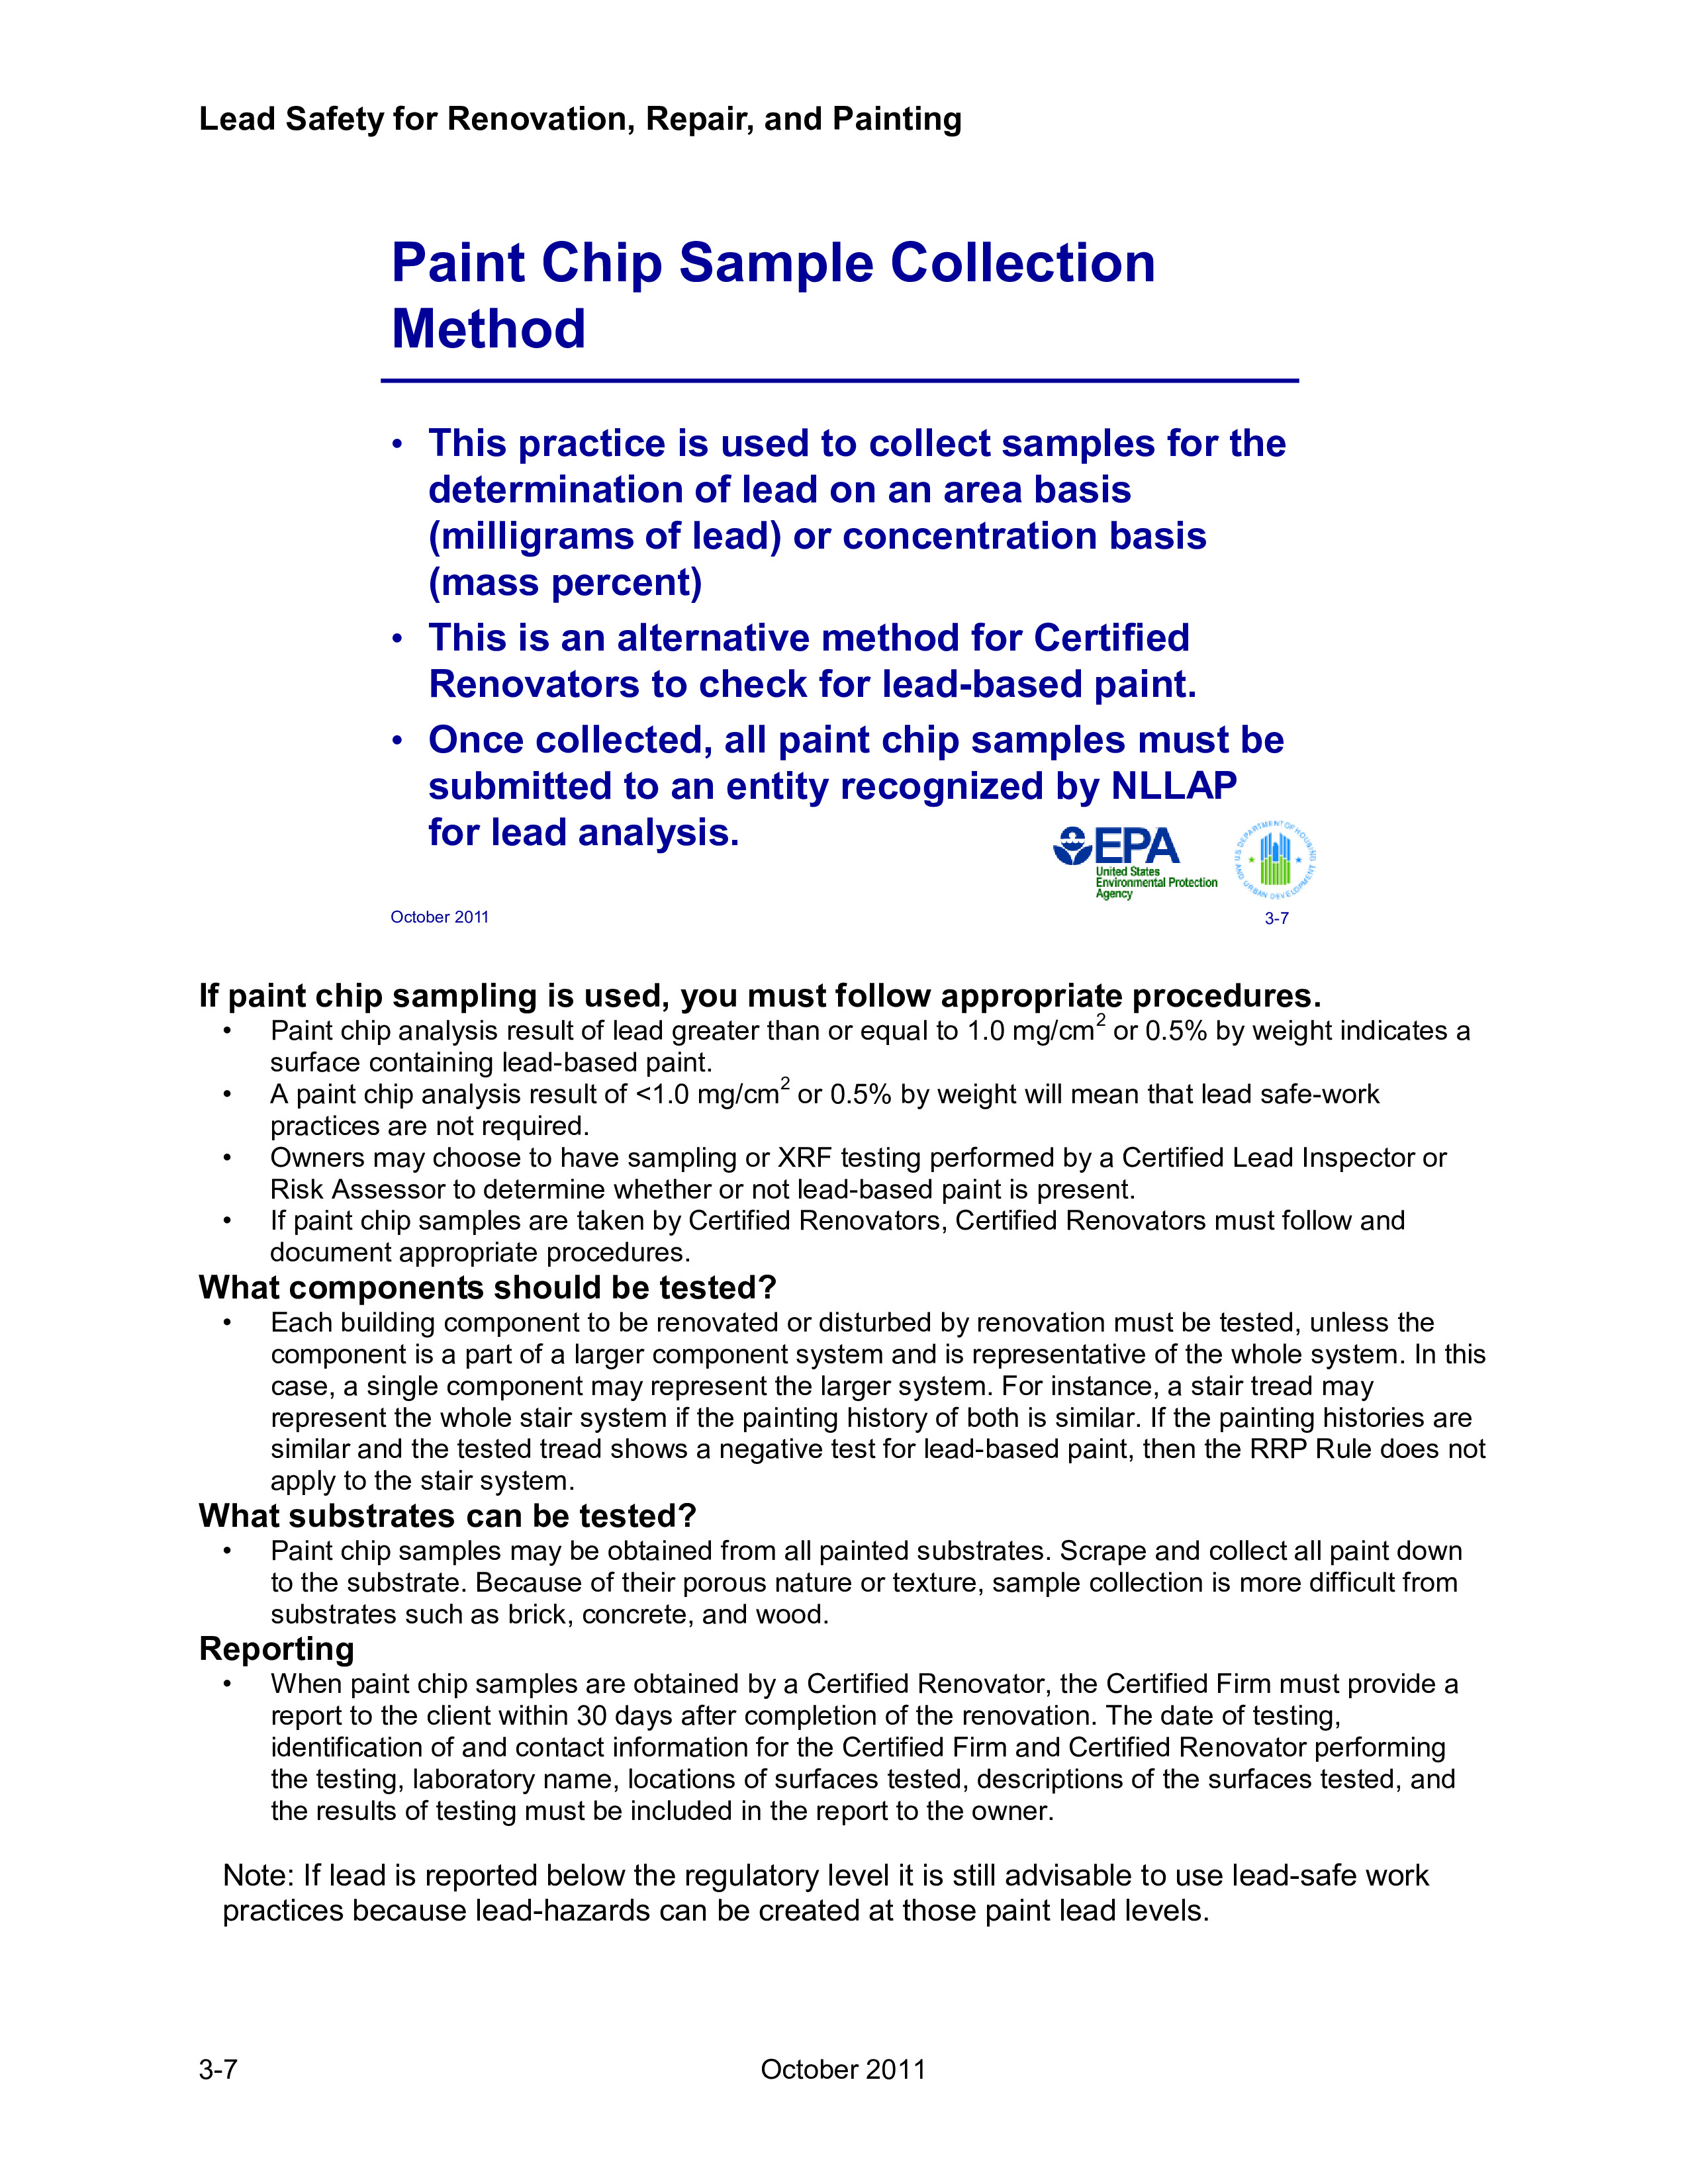 Lead Safety for Renovation, Repair, and Painting
Paint Chip Sample Collection
Method
• This practice is used to collect samples for the
determination of lead on an area basis
(milligrams of lead) or concentration basis
(mass percent)
• This is an alternative method for Certified
Renovators to check for lead-based paint.
• Once collected, all paint chip samples must be
submitted to an entity recognized by NLLAP
for lead analysis.
EPA
United States
Environmental Protection
Agency
U.S. DEPARTMENT OF HOUSING
AND URBAN DEVELOPMENT
October 2011
3-7
If paint chip sampling is used, you must follow appropriate procedures.
• Paint chip analysis result of lead greater than or equal to 1.0 mg/cm² or 0.5% by weight indicates a
surface containing lead-based paint.
• A paint chip analysis result of <1.0 mg/cm² or 0.5% by weight will mean that lead safe-work
practices are not required.
• Owners may choose to have sampling or XRF testing performed by a Certified Lead Inspector or
Risk Assessor to determine whether or not lead-based paint is present.
• If paint chip samples are taken by Certified Renovators, Certified Renovators must follow and
document appropriate procedures.
What components should be tested?
• Each building component to be renovated or disturbed by renovation must be tested, unless the
component is a part of a larger component system and is representative of the whole system. In this
case, a single component may represent the larger system. For instance, a stair tread may
represent the whole stair system if the painting history of both is similar. If the painting histories are
similar and the tested tread shows a negative test for lead-based paint, then the RRP Rule does not
apply to the stair system.
What substrates can be tested?
• Paint chip samples may be obtained from all painted substrates. Scrape and collect all paint down
to the substrate. Because of their porous nature or texture, sample collection is more difficult from
substrates such as brick, concrete, and wood.
Reporting
• When paint chip samples are obtained by a Certified Renovator, the Certified Firm must provide a
report to the client within 30 days after completion of the renovation. The date of testing,
identification of and contact information for the Certified Firm and Certified Renovator performing
the testing, laboratory name, locations of surfaces tested, descriptions of the surfaces tested, and
the results of testing must be included in the report to the owner.
Note: If lead is reported below the regulatory level it is still advisable to use lead-safe work
practices because lead-hazards can be created at those paint lead levels.
3-7
October 2011